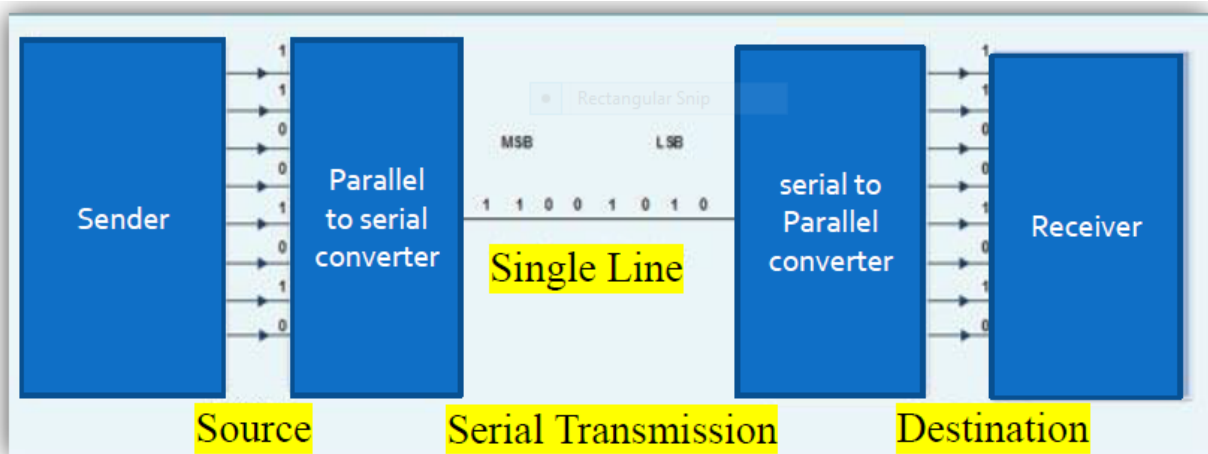 Sender
1
1
0
0
1
0
1
0
Parallel
to serial
converter
Rectangular Snip
MSB LSB
1 1 0 0 1 0 1 0
Single Line
serial to
Parallel
converter
1
1
0
0
1
0
1
0
Receiver
Source Serial Transmission Destination